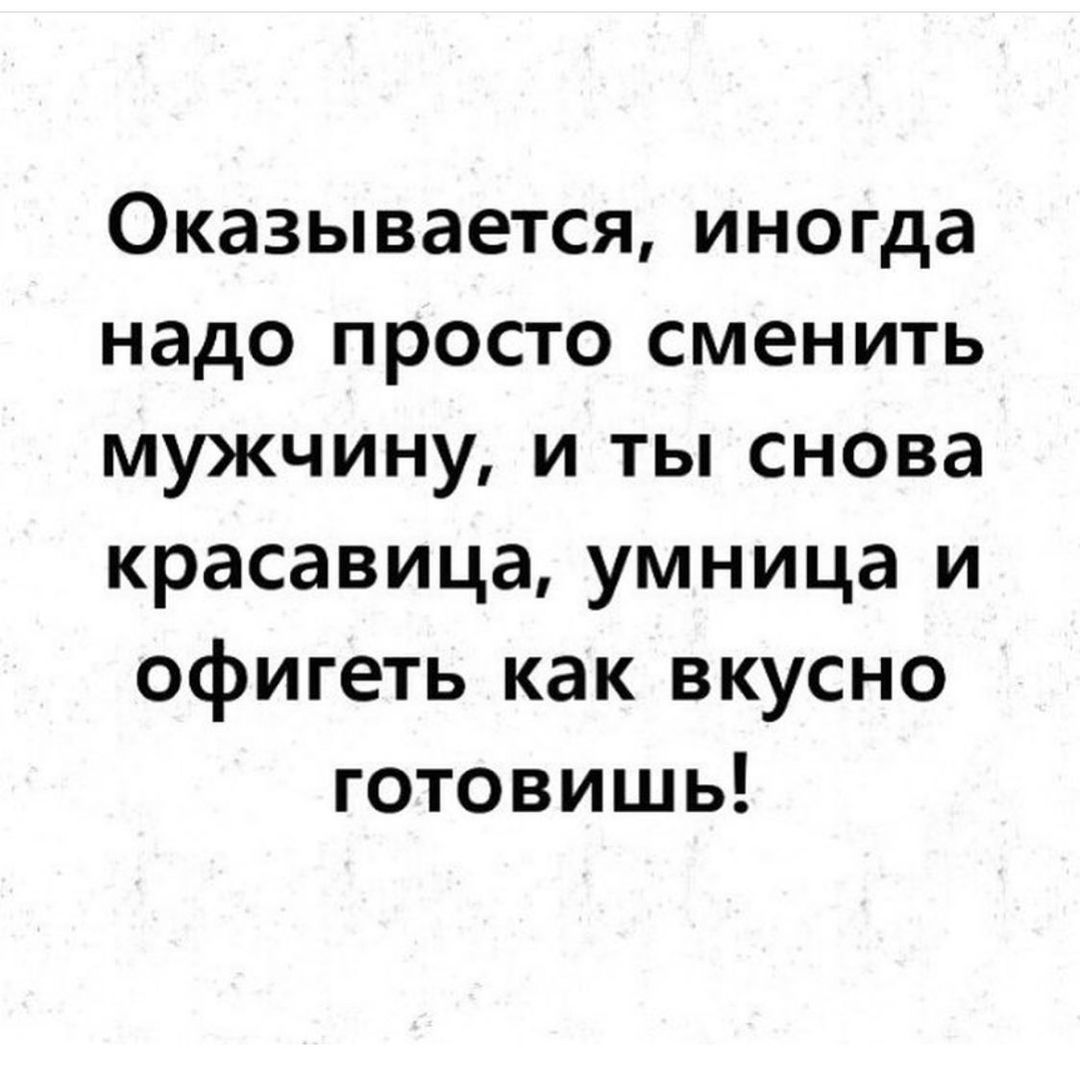 Оказывается, иногда
надо просто сменить
мужчину, и ты снова
красавица, умница и
офигеть как вкусно
готовишь!